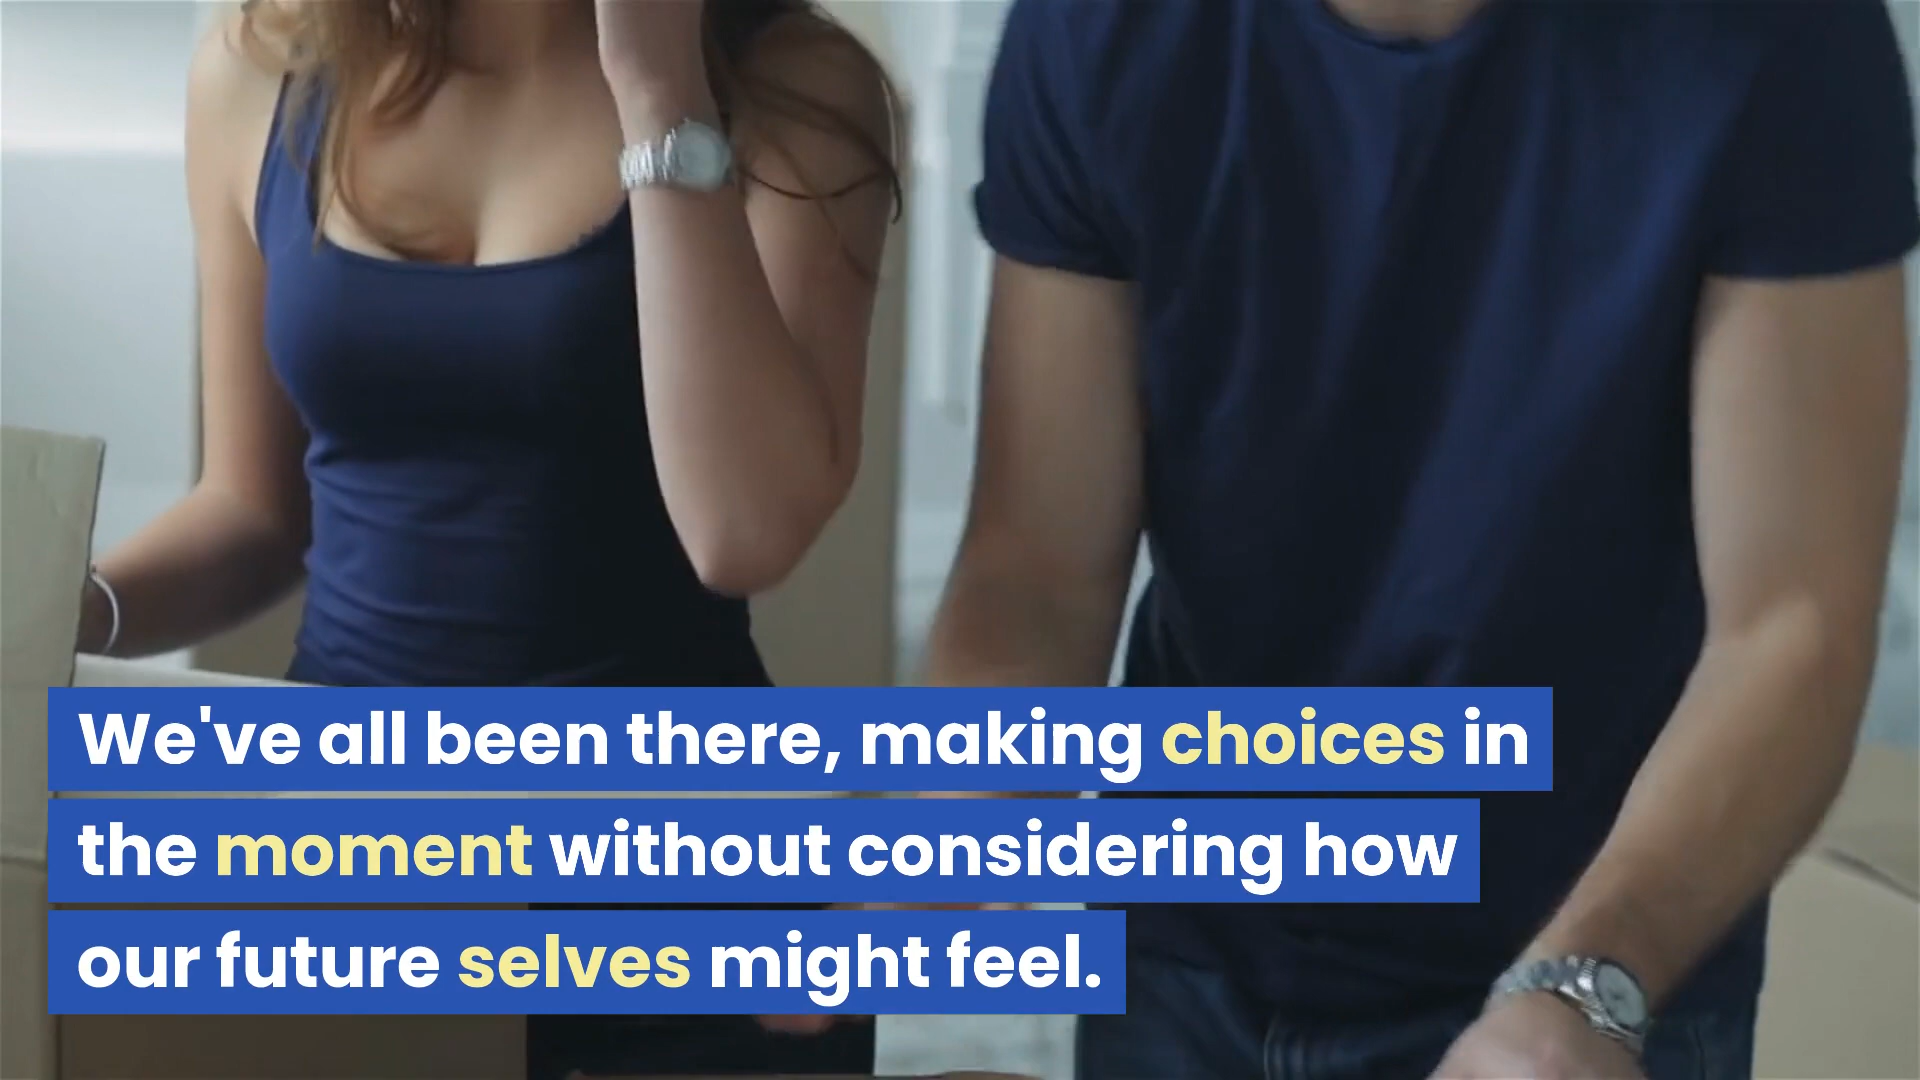 We've all been there, making choices in
the moment without considering how
our future selves might feel.